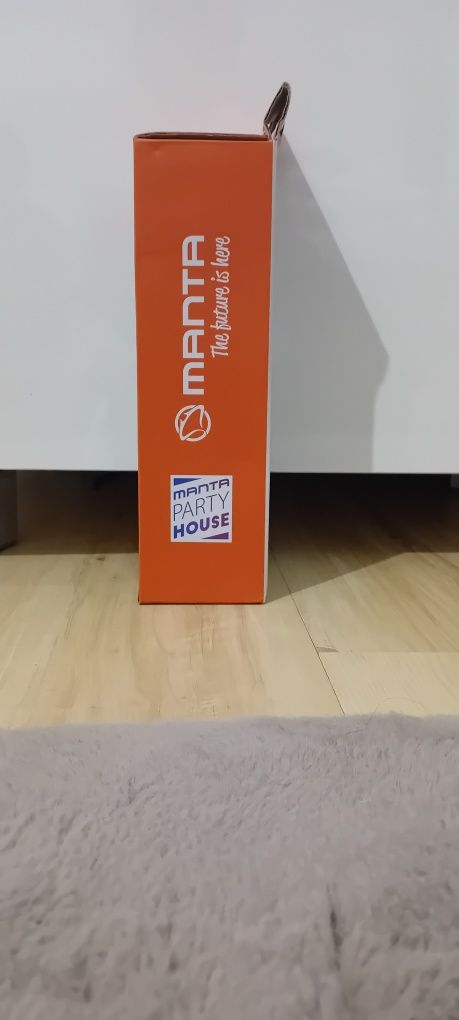 MANTA
The future is here
MANTA
PARTY
HOUSE